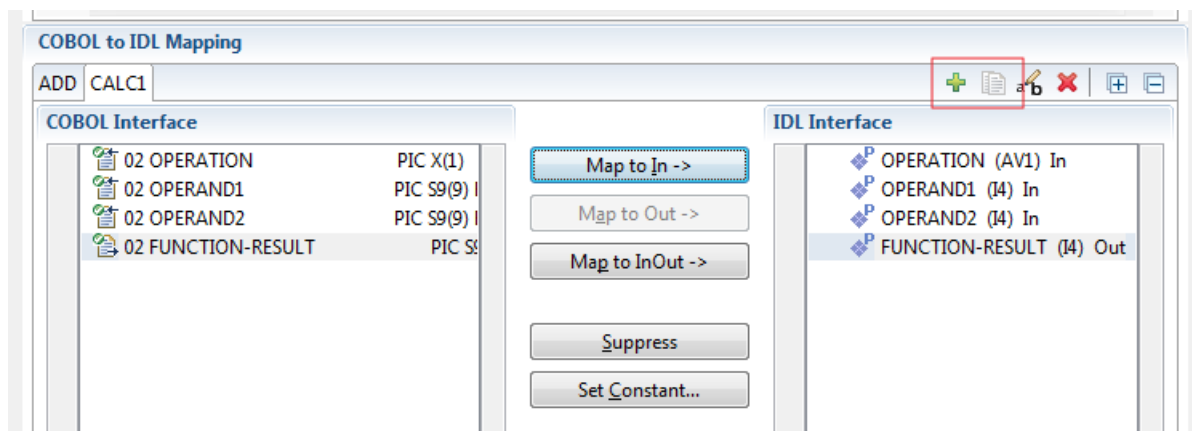 COBOL to IDL Mapping
ADD CALC1
COBOL Interface
IDL Interface
02 OPERATION PIC X(1)
02 OPERAND1 PIC S9(9)
02 OPERAND2 PIC S9(9)
02 FUNCTION-RESULT PIC
Map to In ->
Map to Out ->
Map to InOut ->
Suppress
Set Constant...
OPERATION (AV1) In
OPERAND1 (I4) In
OPERAND2 (I4) In
FUNCTION-RESULT (I4) Out